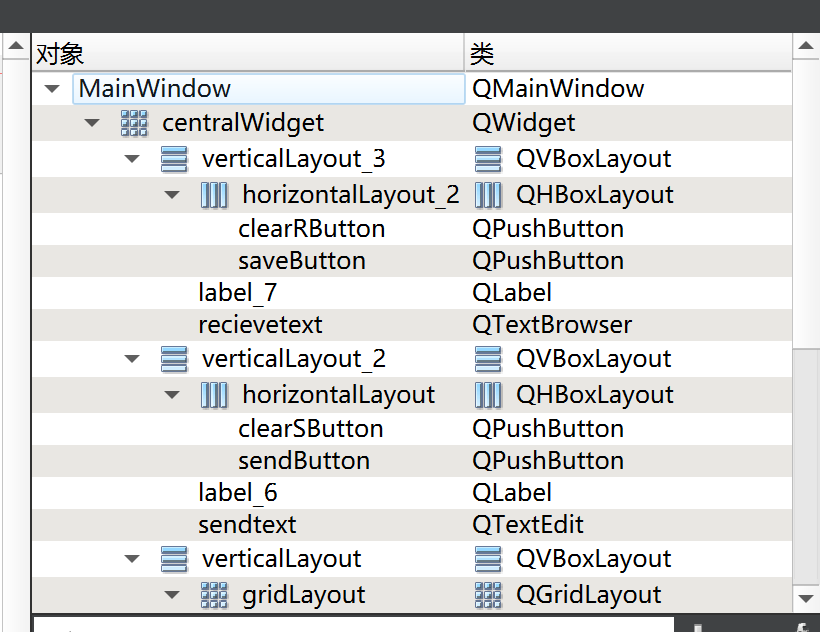 对象 类
MainWindow QMainWindow
centralWidget QWidget
verticalLayout_3 QVBoxLayout
horizontalLayout_2 QHBoxLayout
clearRButton QPushButton
saveButton QPushButton
label_7 QLabel
recievetext QTextBrowser
verticalLayout_2 QVBoxLayout
horizontalLayout QHBoxLayout
clearSButton QPushButton
sendButton QPushButton
label_6 QLabel
sendtext QTextEdit
verticalLayout QVBoxLayout
gridLayout QGridLayout